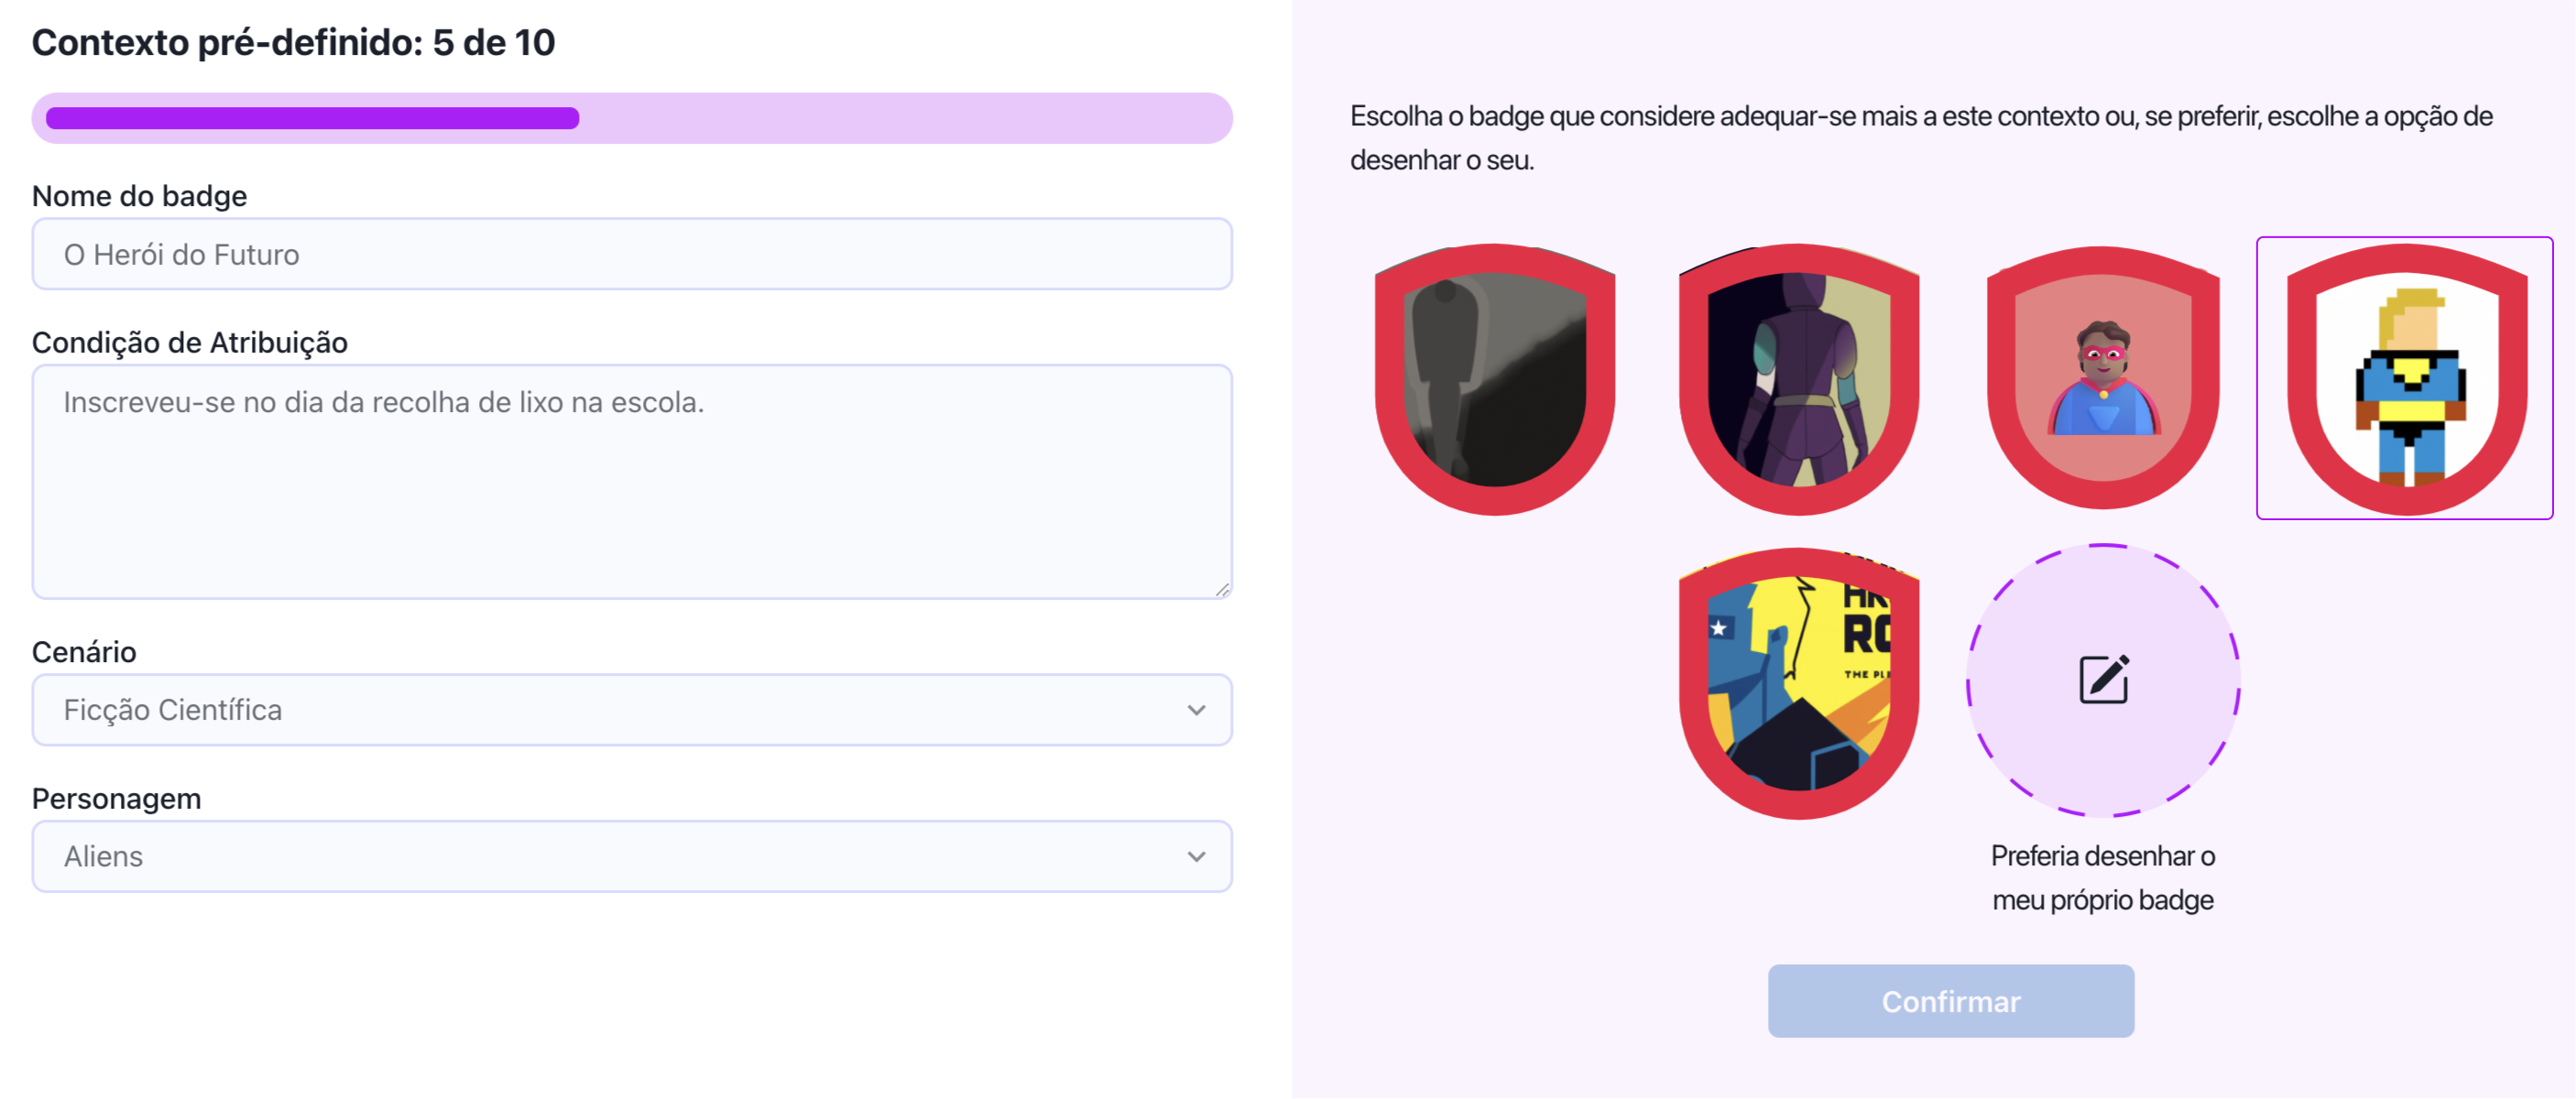 Contexto pré-definido: 5 de 10
Nome do badge
O Herói do Futuro
Condição de Atribuição
Inscreveu-se no dia da recolha de lixo na escola.
Cenário
Ficção Científica
Personagem
Aliens
Escolha o badge que considere adequar-se mais a este contexto ou, se preferir, escolhe a opção de
desenhar o seu.
RO
THE
Preferia desenhar o
meu próprio badge
Confirmar